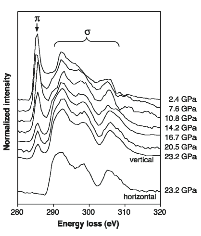 π
σ
Normalized intensity
2.4 GPa
7.6 GPa
10.8 GPa
14.2 GPa
16.7 GPa
20.5 GPa
23.2 GPa
vertical
23.2 GPa
horizontal
280 290 300 310 320
Energy loss (eV)